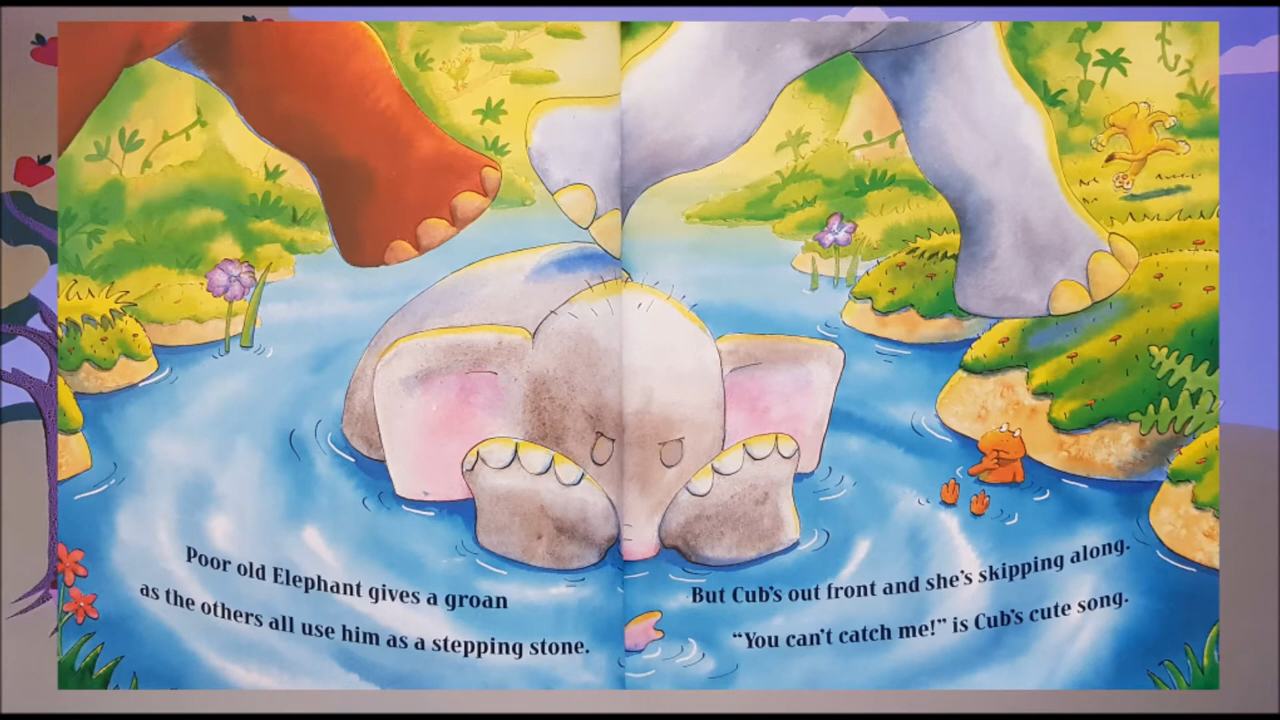 Poor old Elephant gives a groan
as the others all use him as a stepping stone.
But Cub's out front and she's skipping along.
“You can't catch me!” is Cub's cute song.